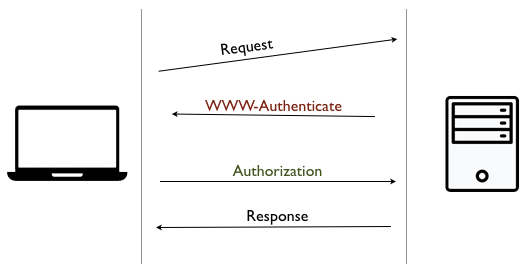 Request
WWW-Authenticate
Authorization
Response